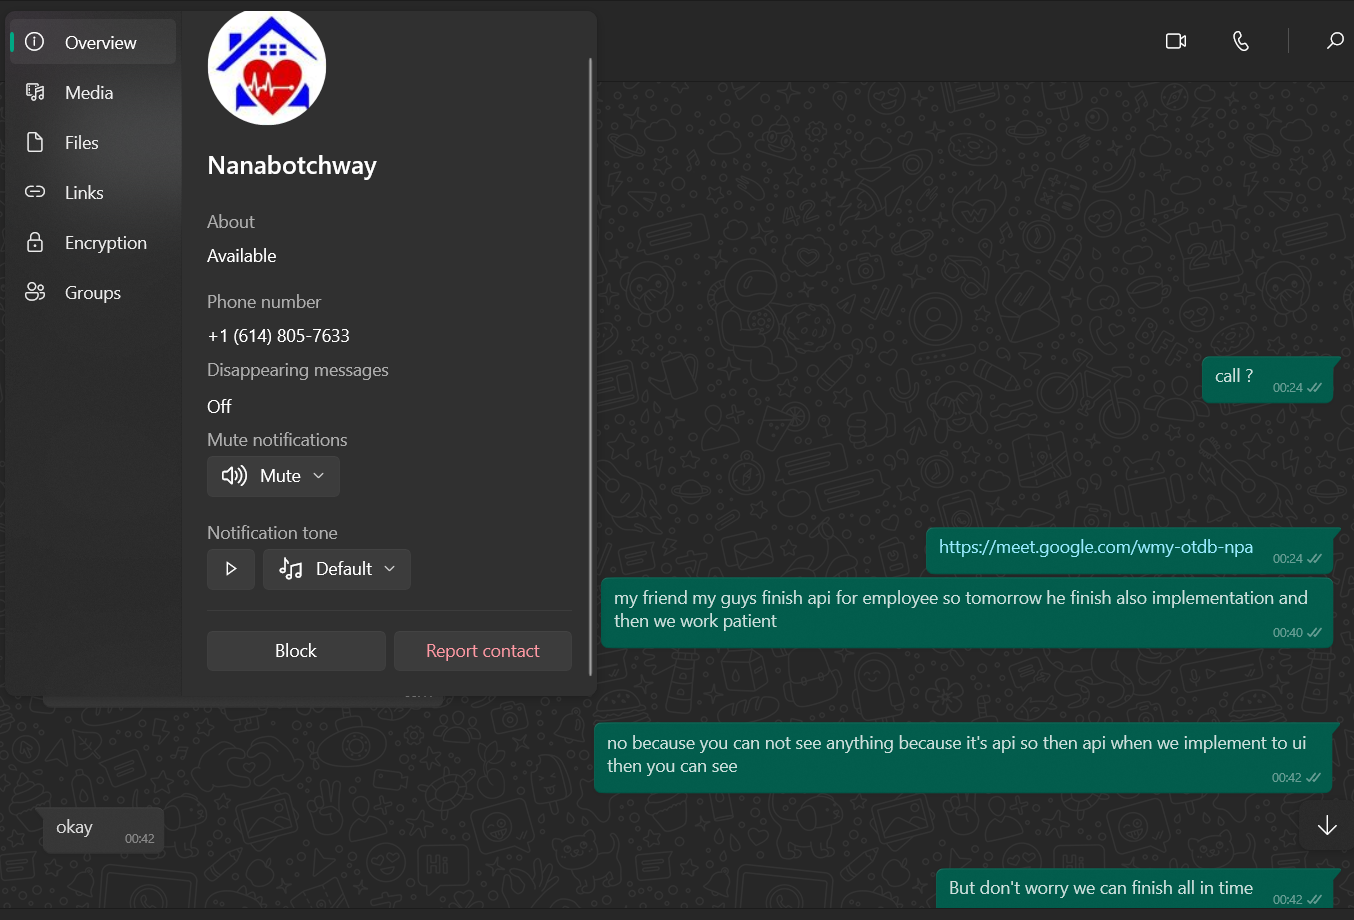 Overview
Media
Files
Links
Encryption
Groups
Nanabotchway
About
Available
Phone number
+1 (614) 805-7633
Disappearing messages
Off
Mute notifications
Mute
Notification tone
Default
Block
Report contact
call ?
00:24
https://meet.google.com/wmy-otdb-npa
00:24
my friend my guys finish api for employee so tomorrow he finish also implementation and
then we work patient
00:40
no because you can not see anything because it's api so then api when we implement to ui
then you can see
00:42
okay
00:42
But don't worry we can finish all in time
00:42